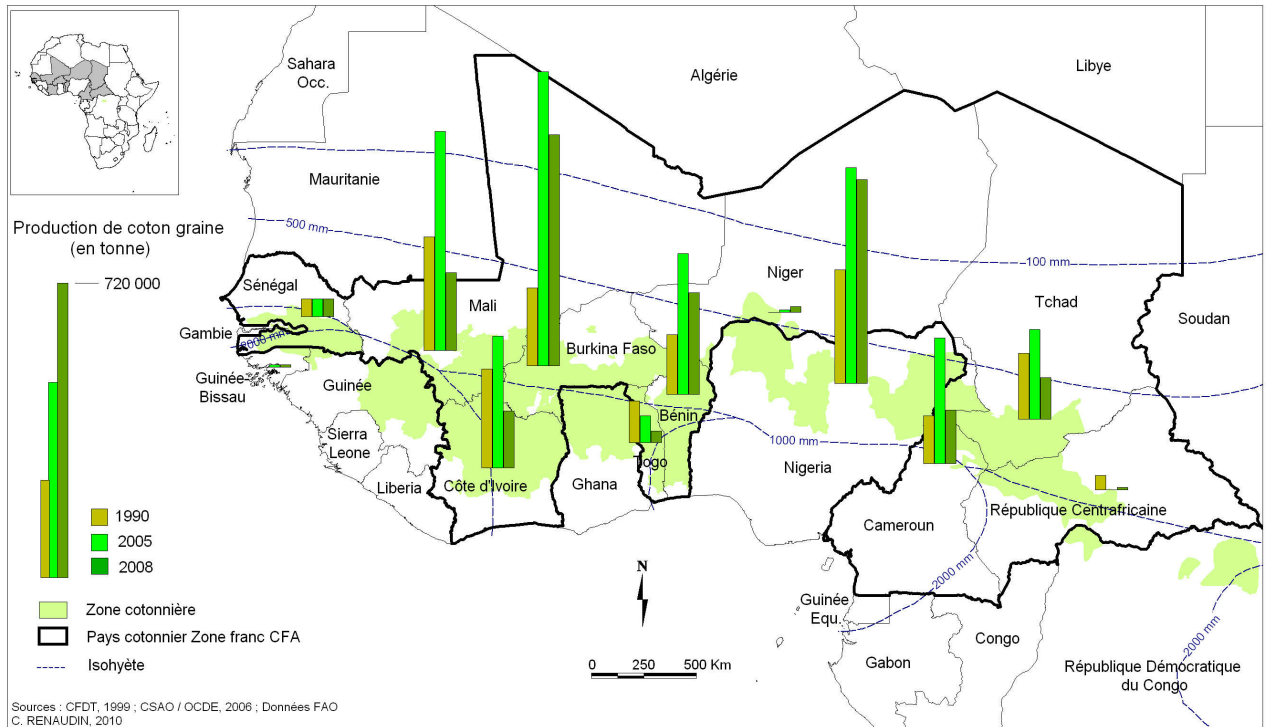 Sahara
Occ.
Algérie
Libye
Mauritanie
500 mm
100 mm
Production de coton graine
(en tonne)
720 000
Sénégal
Mali
Niger
Tchad
Soudan
Gambie
Burkina Faso
Guinée-
Bissau
Guinée
Bénin
1000 mm
Sierra
Leone
Togo
Nigeria
Liberia
Côte d'Ivoire
Ghana
République Centrafricaine
Cameroun
1990
2005
2008
N
2000 mm
Zone cotonnière
Guinée
Equ.
Pays cotonnier Zone franc CFA
Congo
2000 mm
Isohyète
0 250 500 Km
Gabon
République Démocratique
du Congo
Sources : CFDT, 1999 ; CSAO / OCDE, 2006 ; Données FAO
C. RENAUDIN, 2010